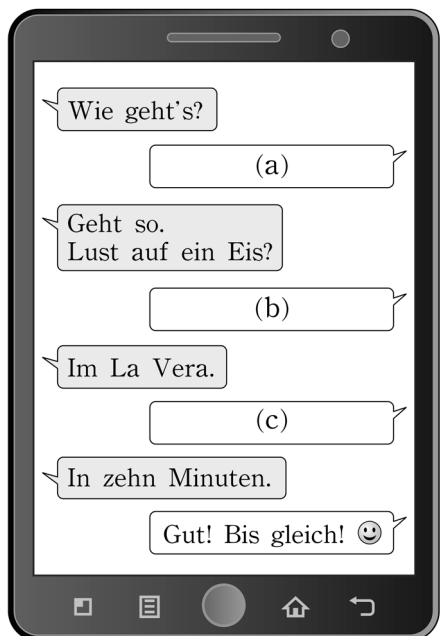 Wie geht's?
(a)
Geht so.
Lust auf ein Eis?
(b)
Im La Vera.
(c)
In zehn Minuten.
Gut! Bis gleich! 🙂